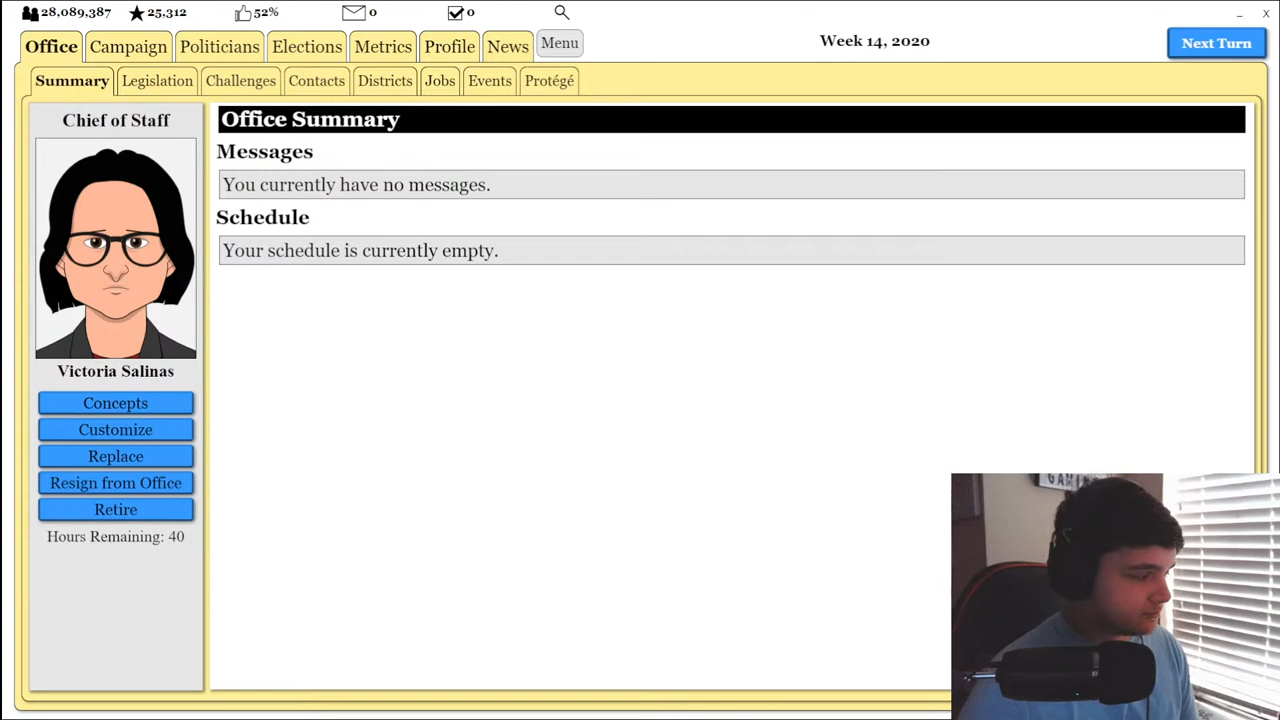 28,089,387 25,312 52% 0 0
_ X
Office Campaign Politicians Elections Metrics Profile News Menu
Week 14, 2020
Next Turn
Summary Legislation Challenges Contacts Districts Jobs Events Protégé
Chief of Staff
Victoria Salinas
Concepts
Customize
Replace
Resign from Office
Retire
Hours Remaining: 40
Office Summary
Messages
You currently have no messages.
Schedule
Your schedule is currently empty.